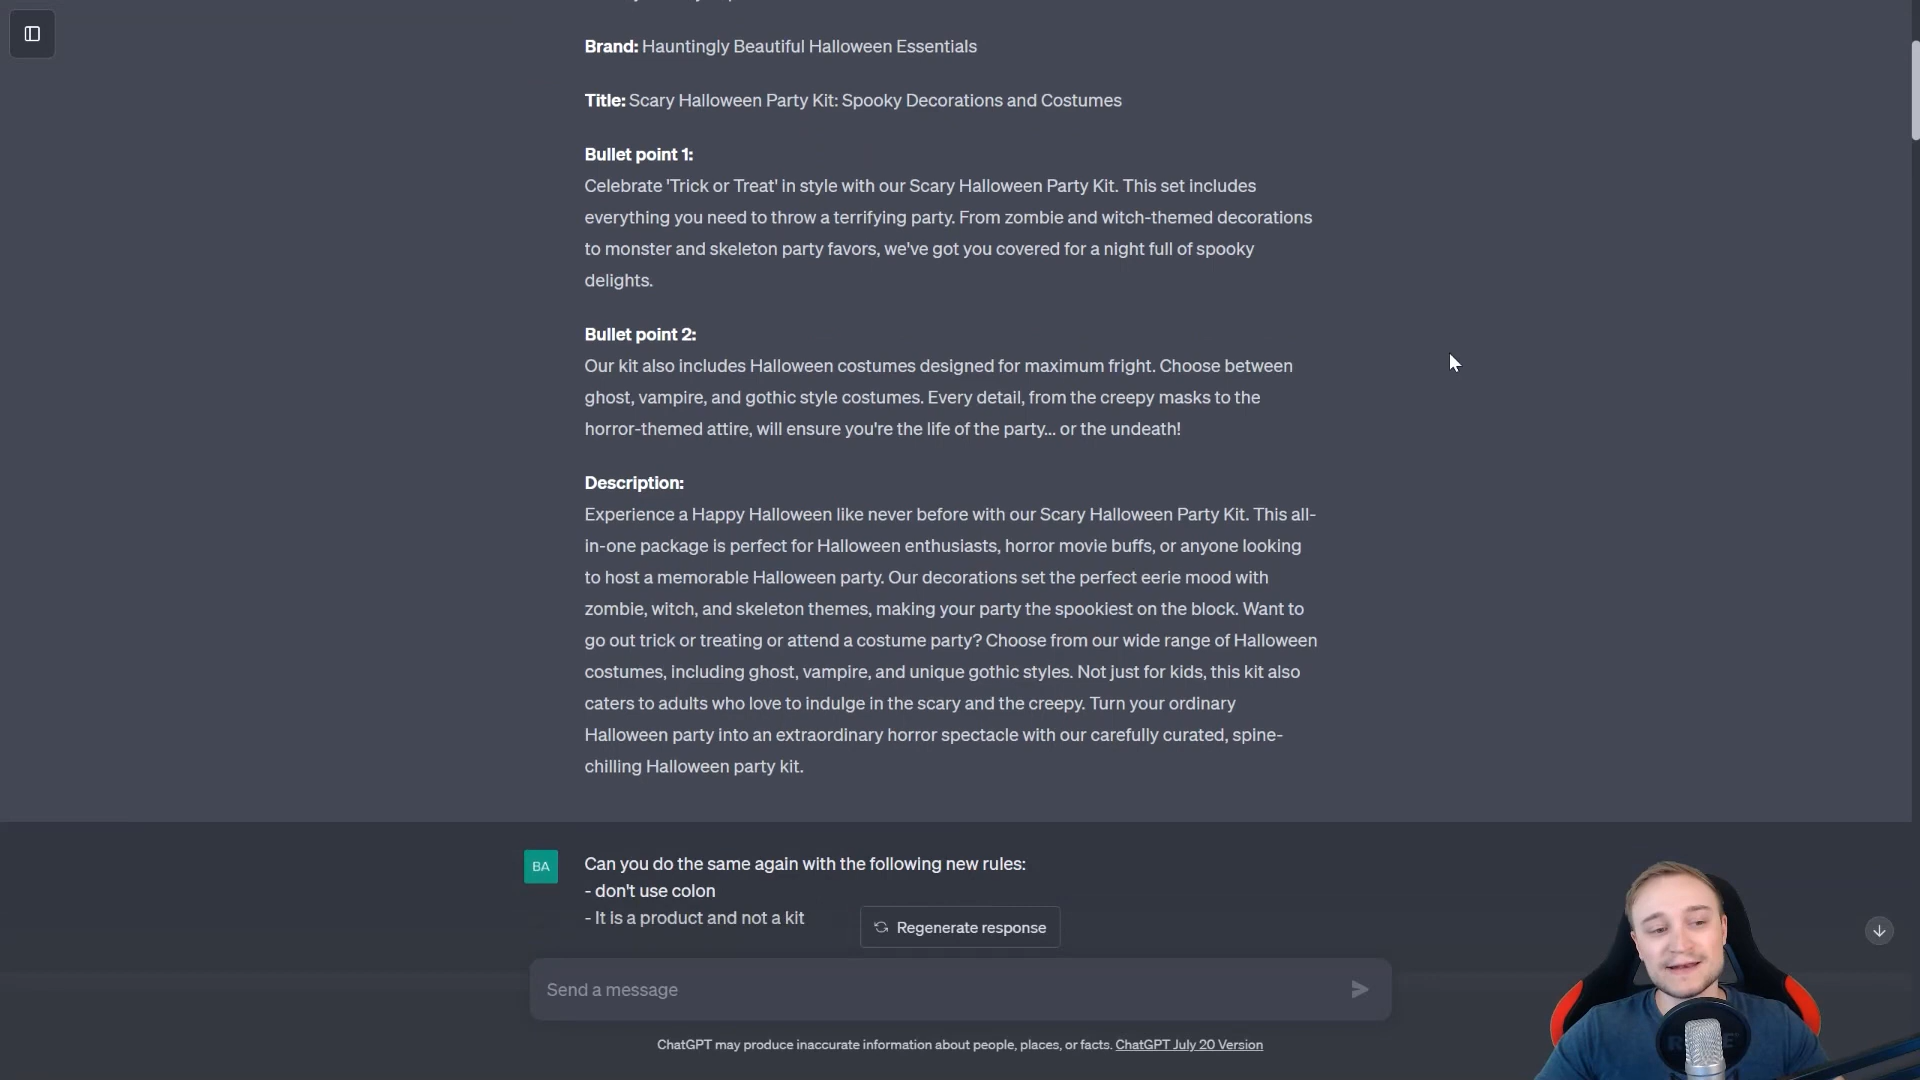 Brand: Hauntingly Beautiful Halloween Essentials
Title: Scary Halloween Party Kit: Spooky Decorations and Costumes
Bullet point 1:
Celebrate 'Trick or Treat' in style with our Scary Halloween Party Kit. This set includes
everything you need to throw a terrifying party. From zombie and witch-themed decorations
to monster and skeleton party favors, we've got you covered for a night full of spooky
delights.
Bullet point 2:
Our kit also includes Halloween costumes designed for maximum fright. Choose between
ghost, vampire, and gothic style costumes. Every detail, from the creepy masks to the
horror-themed attire, will ensure you're the life of the party... or the undeath!
Description:
Experience a Happy Halloween like never before with our Scary Halloween Party Kit. This all-
in-one package is perfect for Halloween enthusiasts, horror movie buffs, or anyone looking
to host a memorable Halloween party. Our decorations set the perfect eerie mood with
zombie, witch, and skeleton themes, making your party the spookiest on the block. Want to
go out trick or treating or attend a costume party? Choose from our wide range of Halloween
costumes, including ghost, vampire, and unique gothic styles. Not just for kids, this kit also
caters to adults who love to indulge in the scary and the creepy. Turn your ordinary
Halloween party into an extraordinary horror spectacle with our carefully curated, spine-
chilling Halloween party kit.
BA
Can you do the same again with the following new rules:
- don't use colon
- It is a product and not a kit
Regenerate response
Send a message
ChatGPT may produce inaccurate information about people, places, or facts. ChatGPT July 20 Version